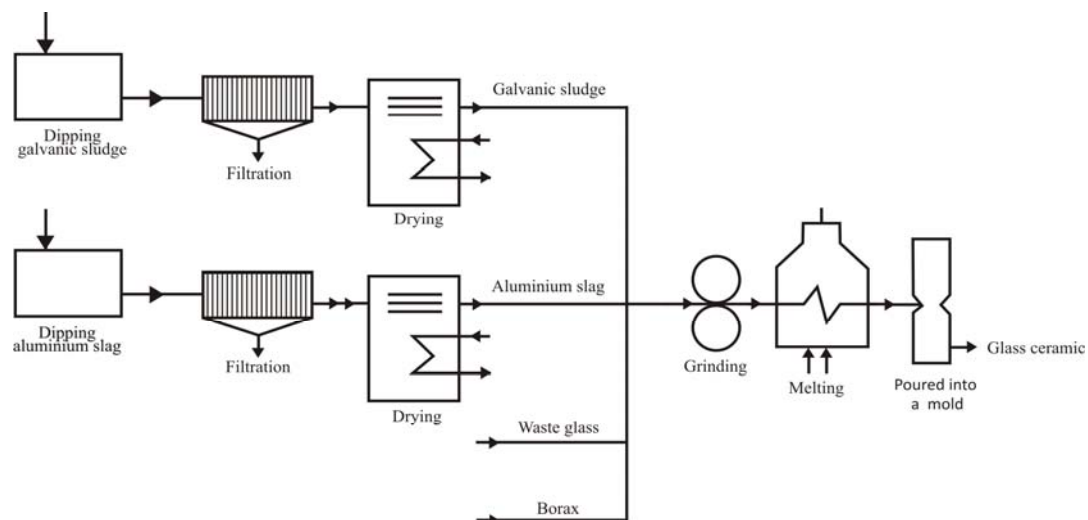 Galvanic sludge
Dipping
galvanic sludge
Filtration
Drying
Aluminium slag
Dipping
aluminium slag
Filtration
Drying
Grinding
Melting
Poured into
a mold
Glass ceramic
Waste glass
Borax